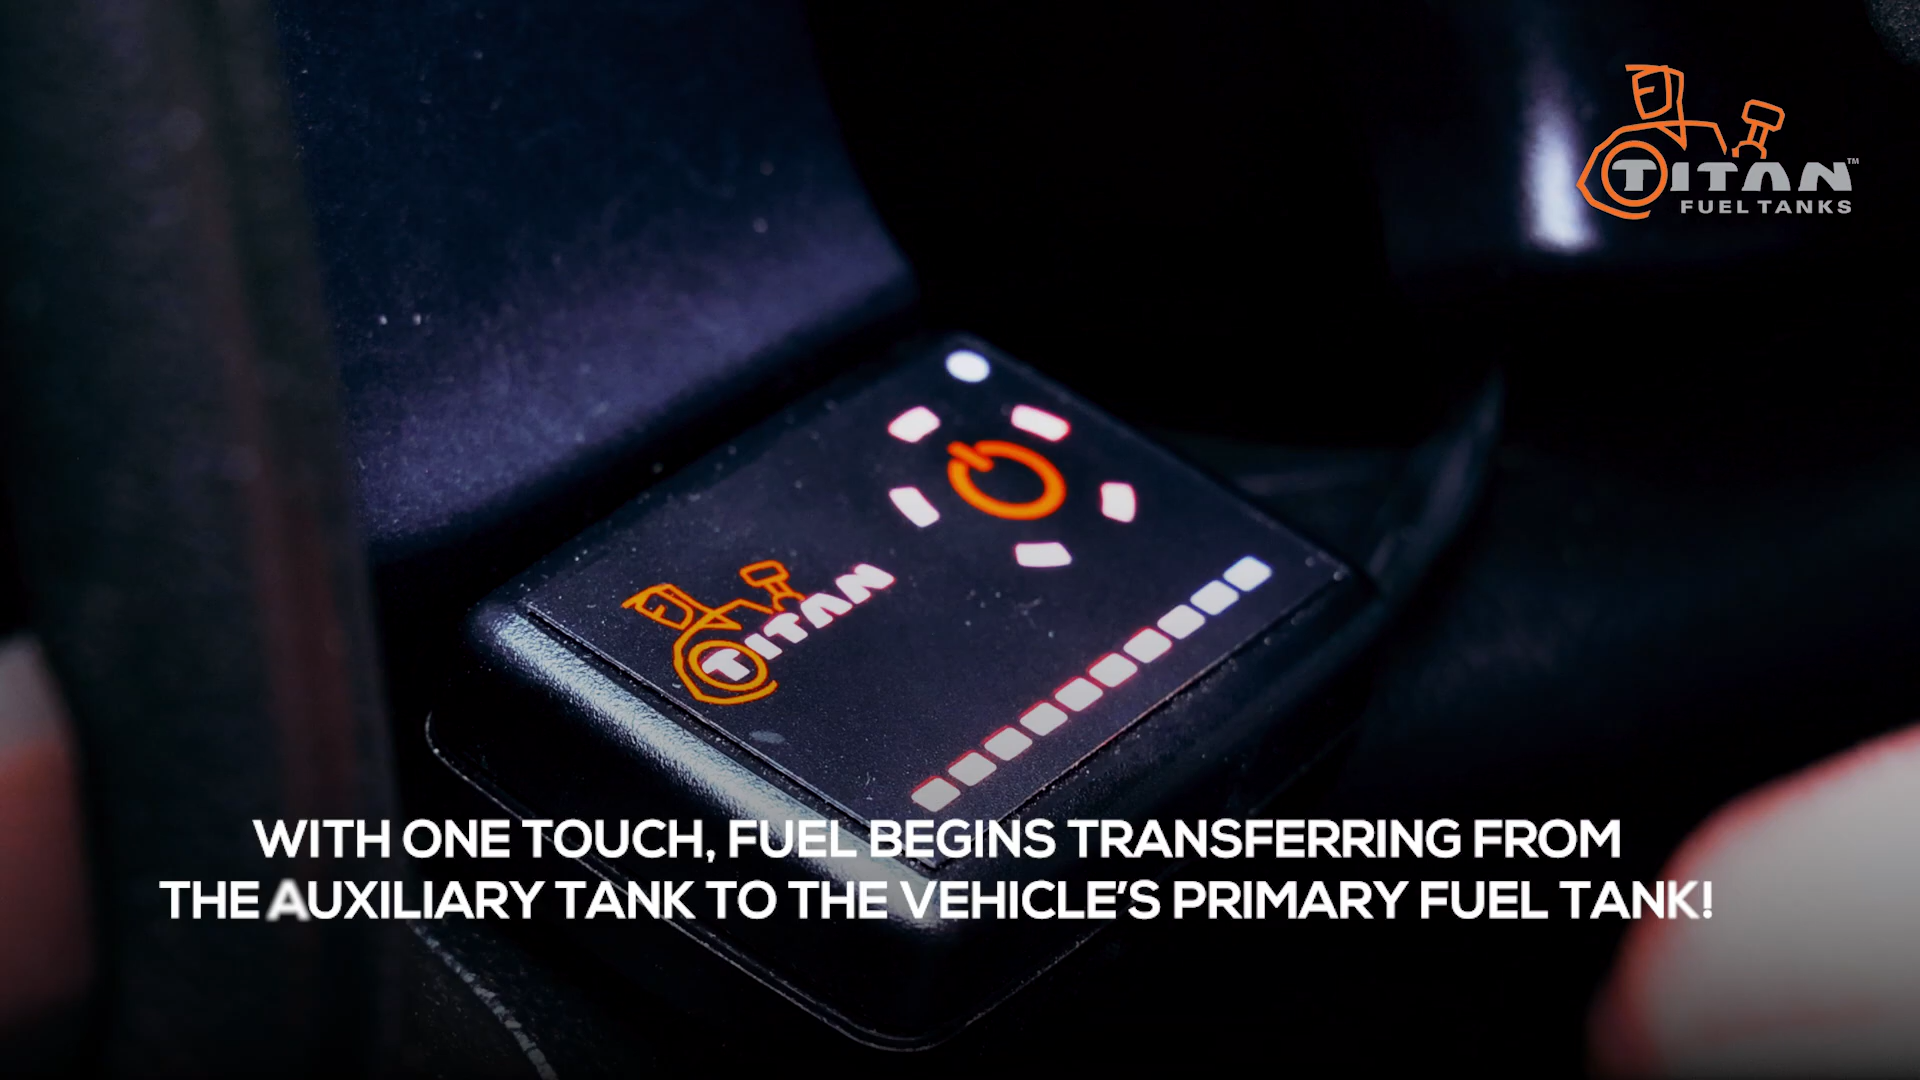 TITAN™
FUEL TANKS
TITAN
WITH ONE TOUCH, FUEL BEGINS TRANSFERRING FROM
THE AUXILIARY TANK TO THE VEHICLE'S PRIMARY FUEL TANK!